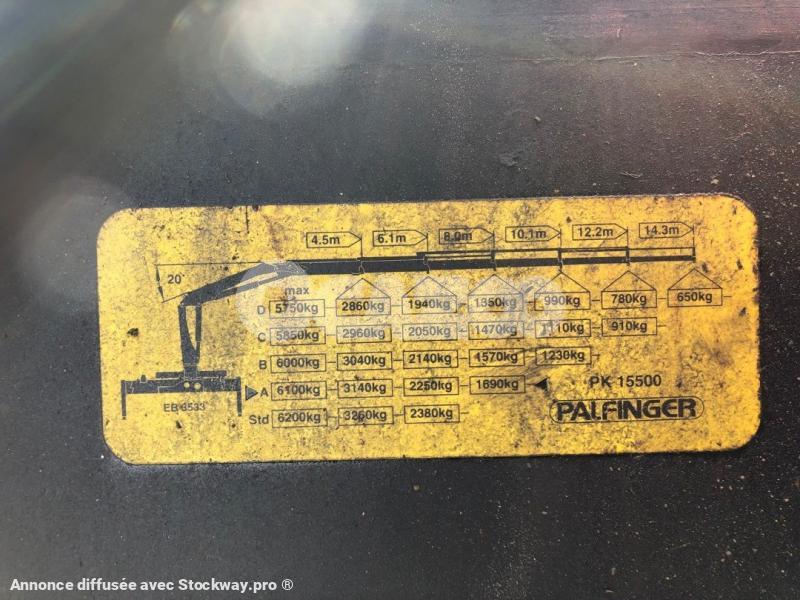 4.5m 6.1m 8.0m 10.1m 12.2m 14.3m
20°
max
D 5750kg 2860kg 1940kg 1350kg 990kg 780kg 650kg
C 5850kg 2960kg 2050kg 1470kg 1110kg 910kg
B 6000kg 3040kg 2140kg 1570kg 1230kg
A 6100kg 3140kg 2250kg 1690kg PK 15500
EB 6533
Std 6200kg 3260kg 2380kg PALFINGER
Annonce diffusée avec Stockway.pro ®